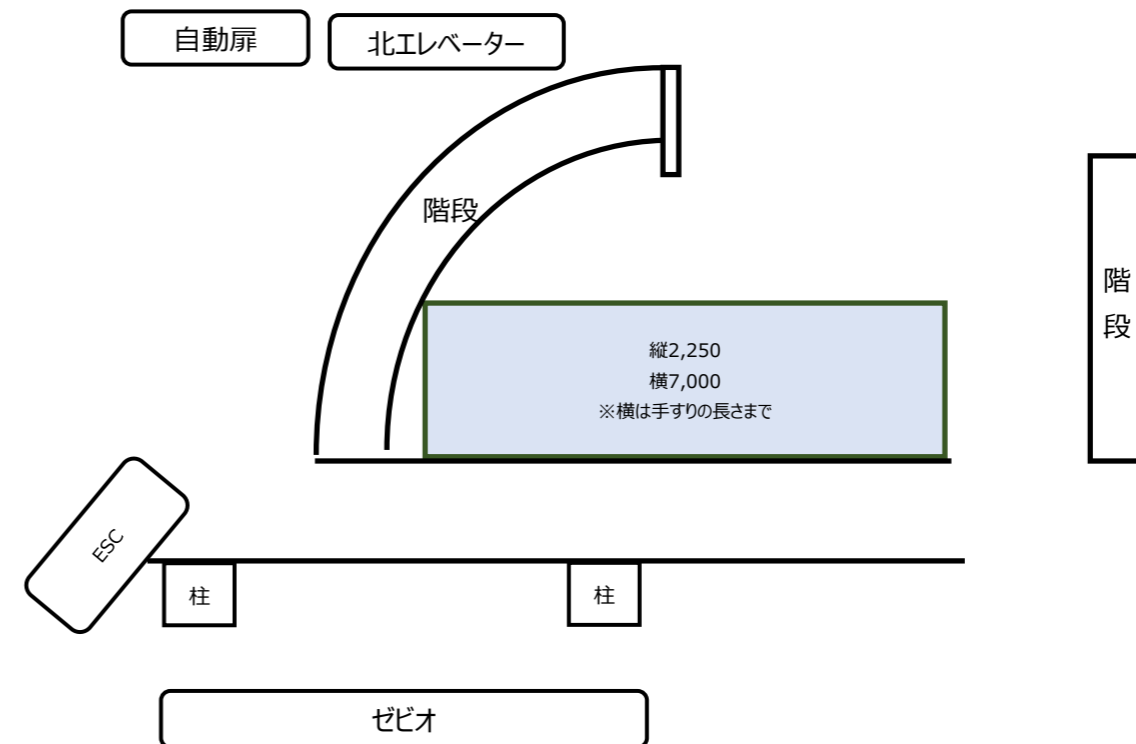 自動扉
北エレベーター
階段
階
段
縦2,250
横7,000
※横は手すりの長さまで
ESC
柱
柱
ゼビオ